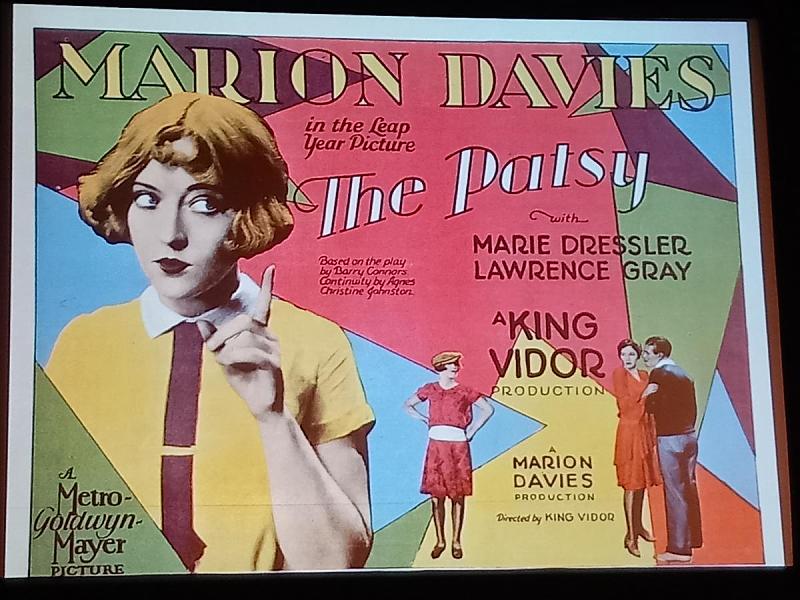 MARION DAVIES
in the Leap
Year Picture
The Patsy
with
MARIE DRESSLER
LAWRENCE GRAY
Based on the play
by Barry Connors
Continuity by Agnes
Christine Johnston.
A KING
VIDOR
PRODUCTION
A
MARION
DAVIES
PRODUCTION
Directed by KING VIDOR
A
Metro-
Goldwyn-
Mayer
PICTURE